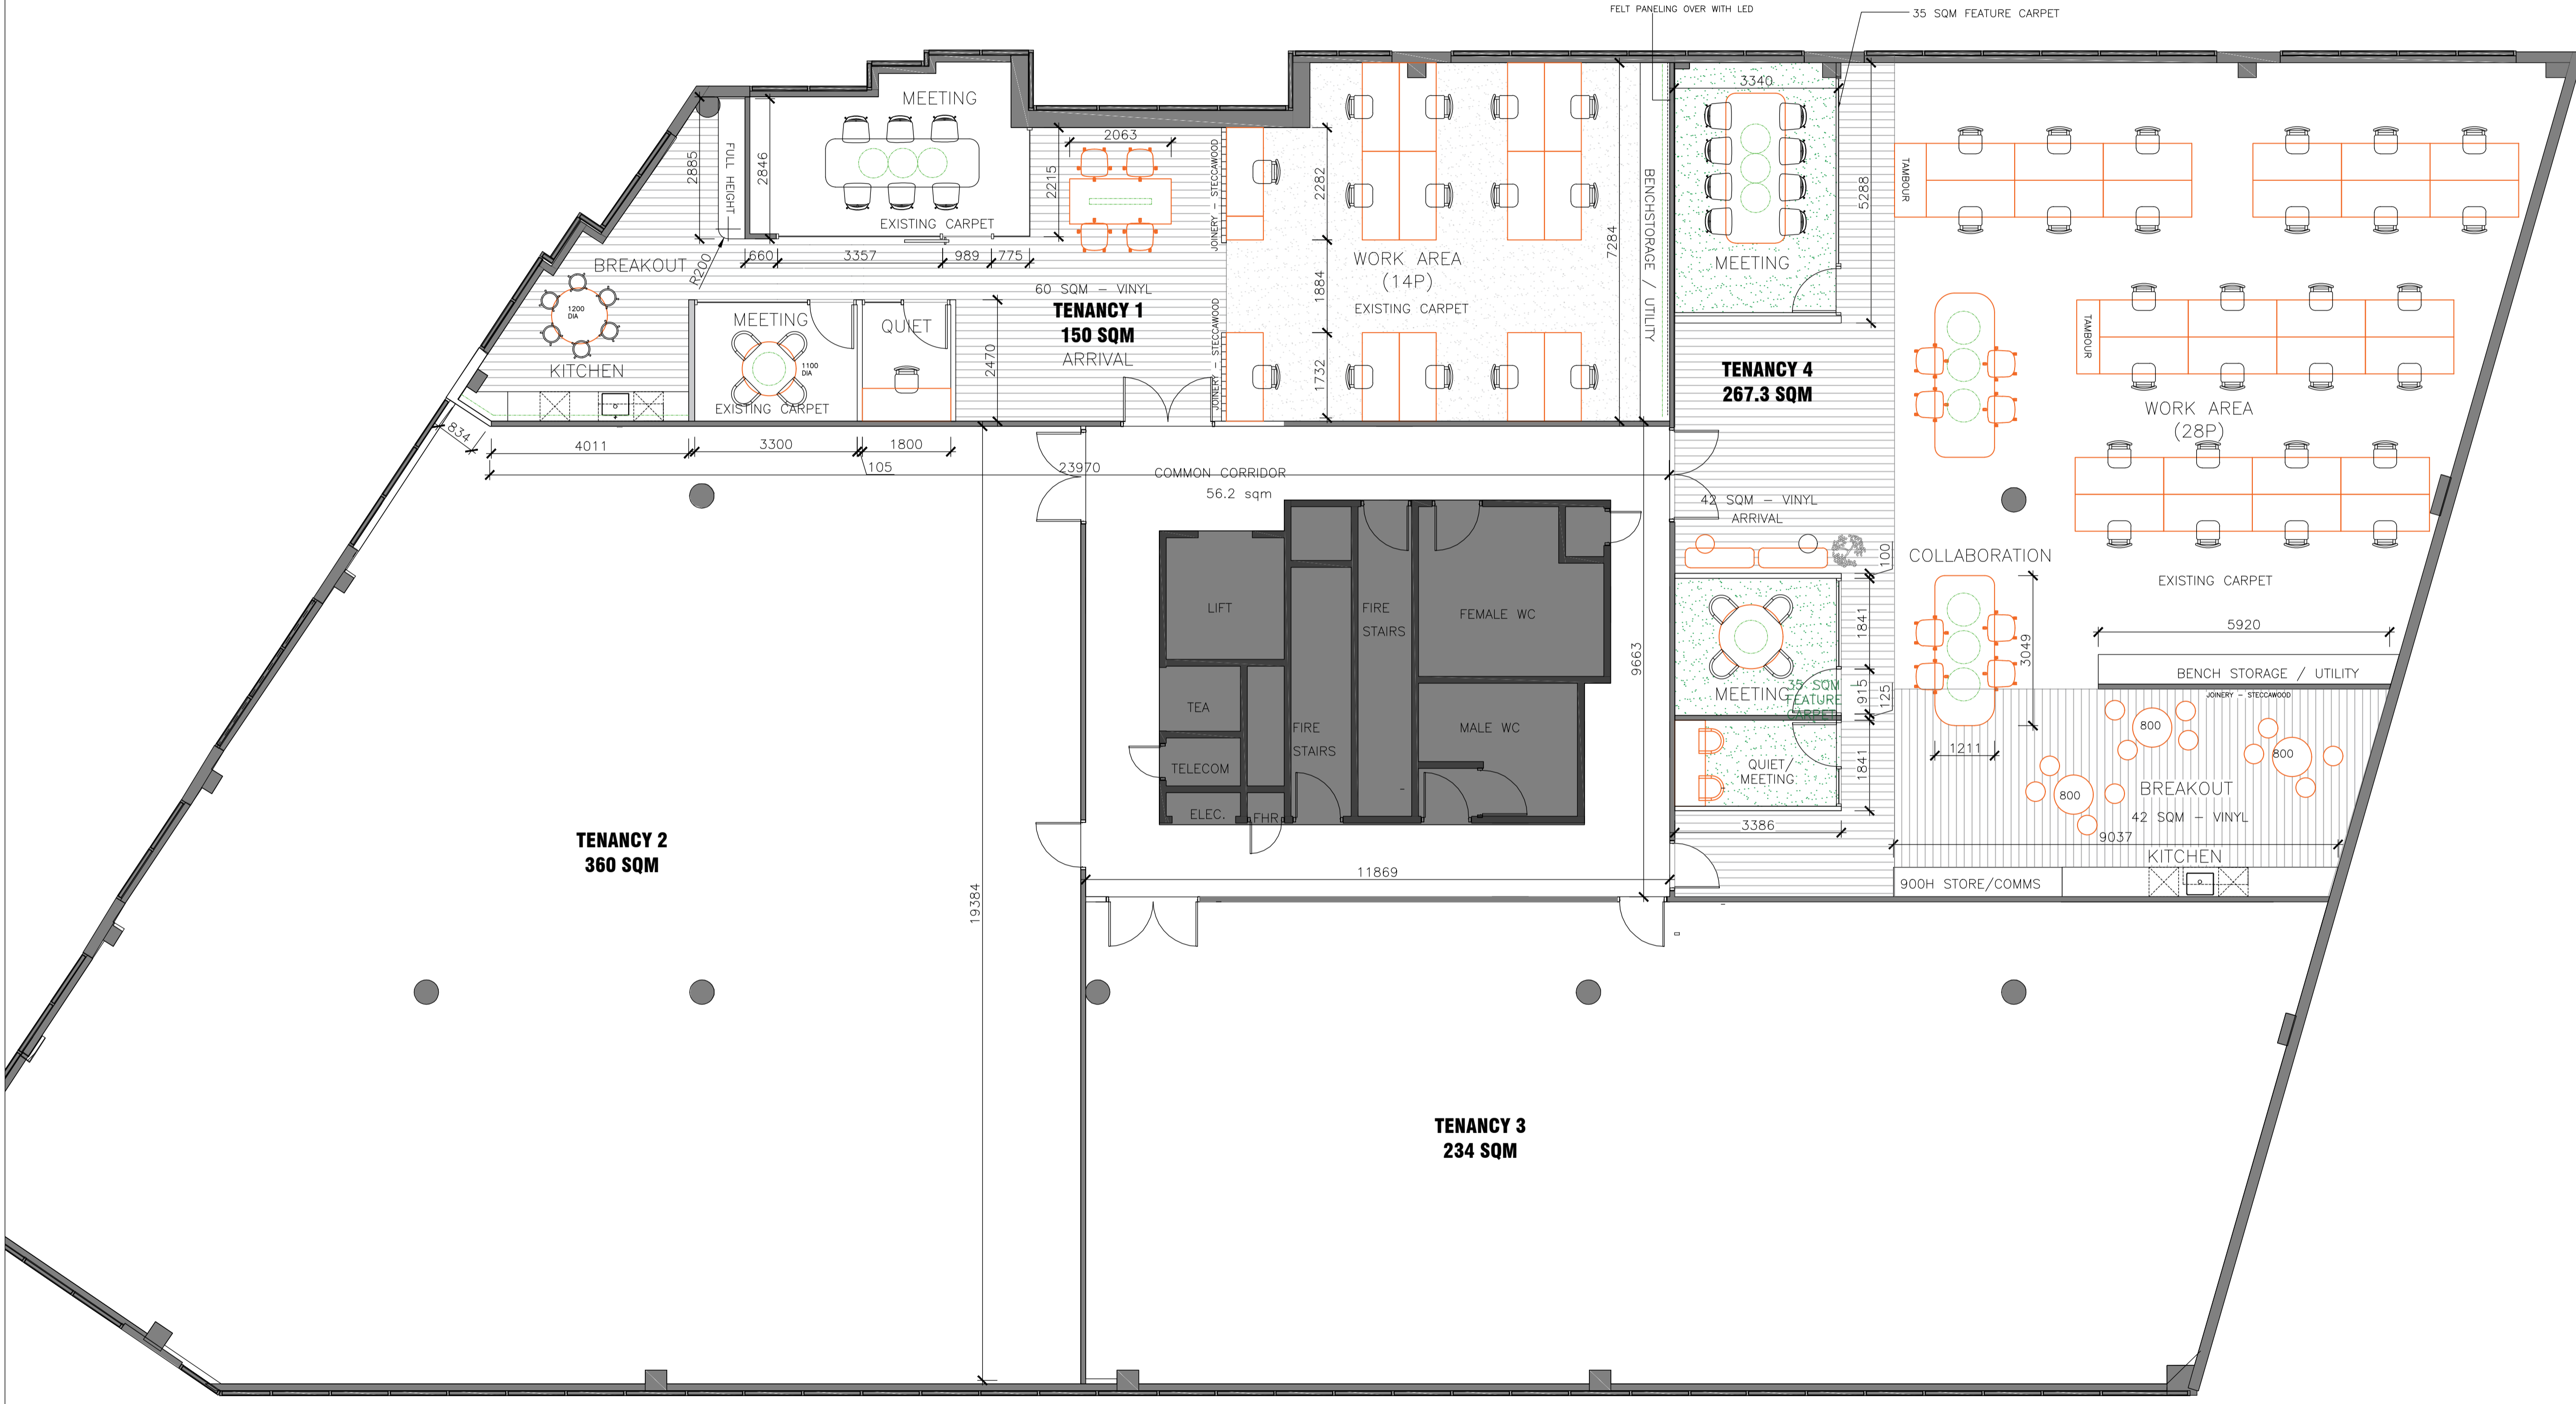 FELT PANELING OVER WITH LED
35 SQM FEATURE CARPET
MEETING
EXISTING CARPET
2885
FULL HEIGHT
2846
R200
660
3357
989
775
2063
2215
JOINERY - STECCAWOOD
BREAKOUT
1200
DIA
KITCHEN
834
4011
MEETING
1100
DIA
EXISTING CARPET
3300
105
QUIET
1800
2470
60 SQM - VINYL
TENANCY 1
150 SQM
ARRIVAL
JOINERY - STECCAWOOD
2282
1884
1732
WORK AREA
(14P)
EXISTING CARPET
7284
BENCHSTORAGE / UTILITY
3340
MEETING
5288
TAMBOUR
TAMBOUR
TENANCY 4
267.3 SQM
WORK AREA
(28P)
23970
COMMON CORRIDOR
56.2 sqm
42 SQM - VINYL
ARRIVAL
COLLABORATION
EXISTING CARPET
LIFT
TEA
TELECOM
ELEC.
FHR
FIRE
STAIRS
FIRE
STAIRS
FEMALE WC
MALE WC
9663
11869
100
1841
915
125
1841
MEETING
35 SQM
FEATURE
CARPET
QUIET/
MEETING
3386
3049
1211
5920
BENCH STORAGE / UTILITY
JOINERY - STECCAWOOD
800
800
800
BREAKOUT
42 SQM - VINYL
9037
KITCHEN
900H STORE/COMMS
TENANCY 2
360 SQM
19384
TENANCY 3
234 SQM